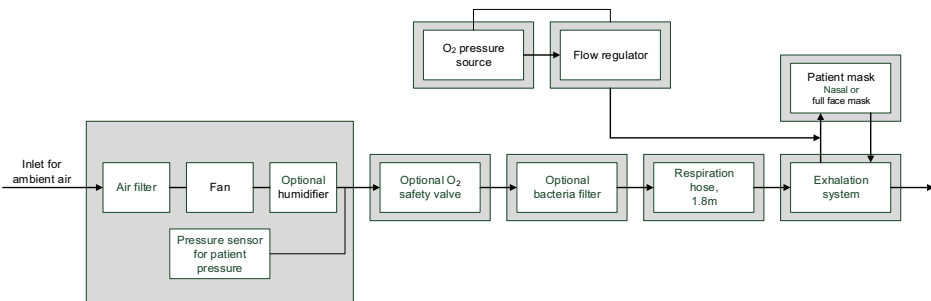 O₂ pressure
source
Flow regulator
Patient mask
Nasal or
full face mask
Inlet for
ambient air
Air filter
Fan
Optional
humidifier
Optional O₂
safety valve
Optional
bacteria filter
Respiration
hose,
1.8m
Exhalation
system
Pressure sensor
for patient
pressure